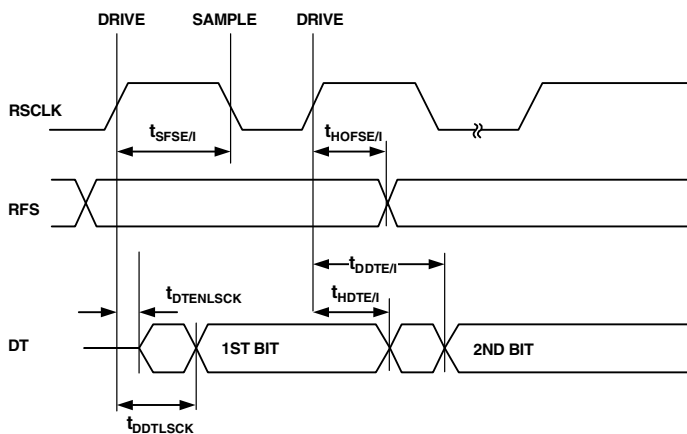 DRIVE SAMPLE DRIVE
RSCLK
tSFSE/I tHOFSE/I
RFS
tDDTE/I
tDTENLSCK tHDTE/I
DT 1ST BIT 2ND BIT
tDDTLSCK